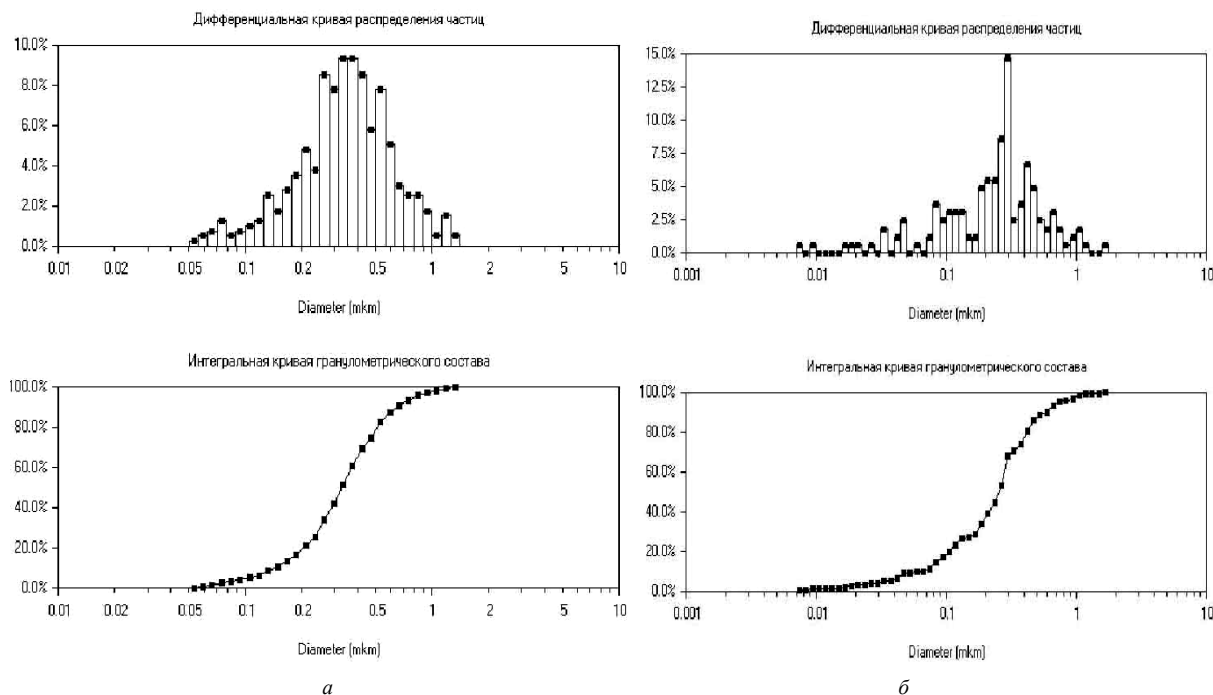 Дифференциальная кривая распределения частиц
10.0%
8.0%
6.0%
4.0%
2.0%
0.0%
0.01 0.02 0.05 0.1 0.2 0.5 1 2 5 10
Diameter (mkm)
Дифференциальная кривая распределения частиц
15.0%
12.5%
10.0%
7.5%
5.0%
2.5%
0.0%
0.001 0.01 0.1 1 10
Diameter (mkm)
Интегральная кривая гранулометрического состава
100.0%
80.0%
60.0%
40.0%
20.0%
0.0%
0.01 0.02 0.05 0.1 0.2 0.5 1 2 5 10
Diameter (mkm)
Интегральная кривая гранулометрического состава
100.0%
80.0%
60.0%
40.0%
20.0%
0.0%
0.001 0.01 0.1 1 10
Diameter (mkm)
а б